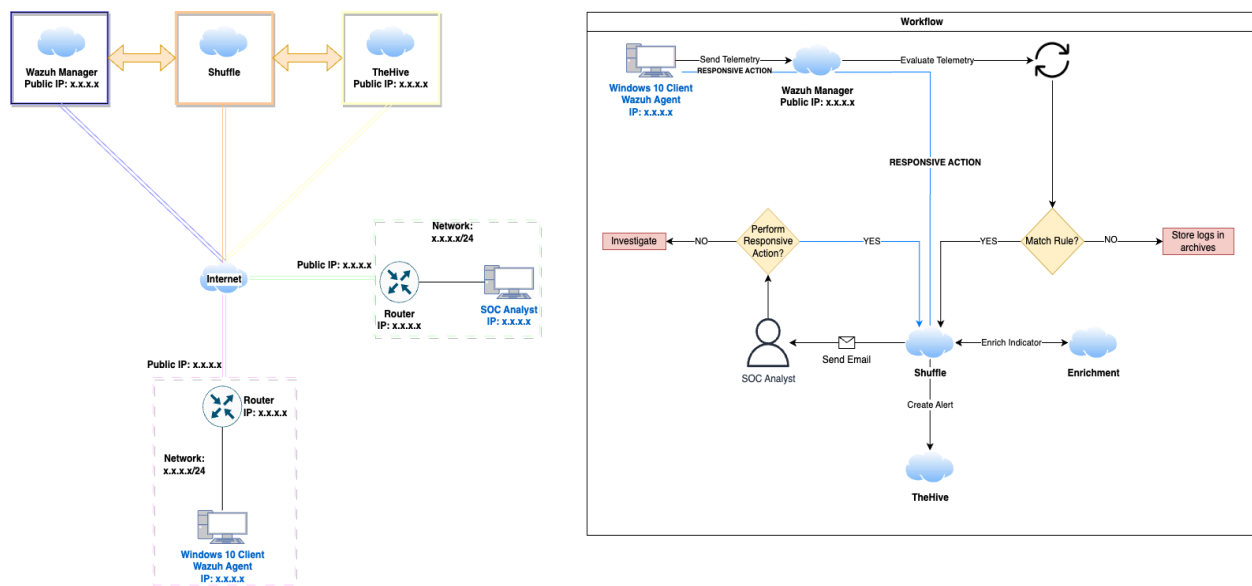 Wazuh Manager
Public IP: x.x.x.x
Shuffle
TheHive
Public IP: x.x.x.x
Internet
Public IP: x.x.x.x
Network:
x.x.x.x/24
Router
IP: x.x.x.x
SOC Analyst
IP: x.x.x.x
Public IP: x.x.x.x
Router
IP: x.x.x.x
Network:
x.x.x.x/24
Windows 10 Client
Wazuh Agent
IP: x.x.x.x
Workflow
Windows 10 Client
Wazuh Agent
IP: x.x.x.x
Send Telemetry
RESPONSIVE ACTION
Wazuh Manager
Public IP: x.x.x.x
Evaluate Telemetry
RESPONSIVE ACTION
Investigate
NO
Perform
Responsive
Action?
YES
YES
Match Rule?
NO
Store logs in
archives
SOC Analyst
Send Email
Shuffle
Enrich Indicator
Enrichment
Create Alert
TheHive